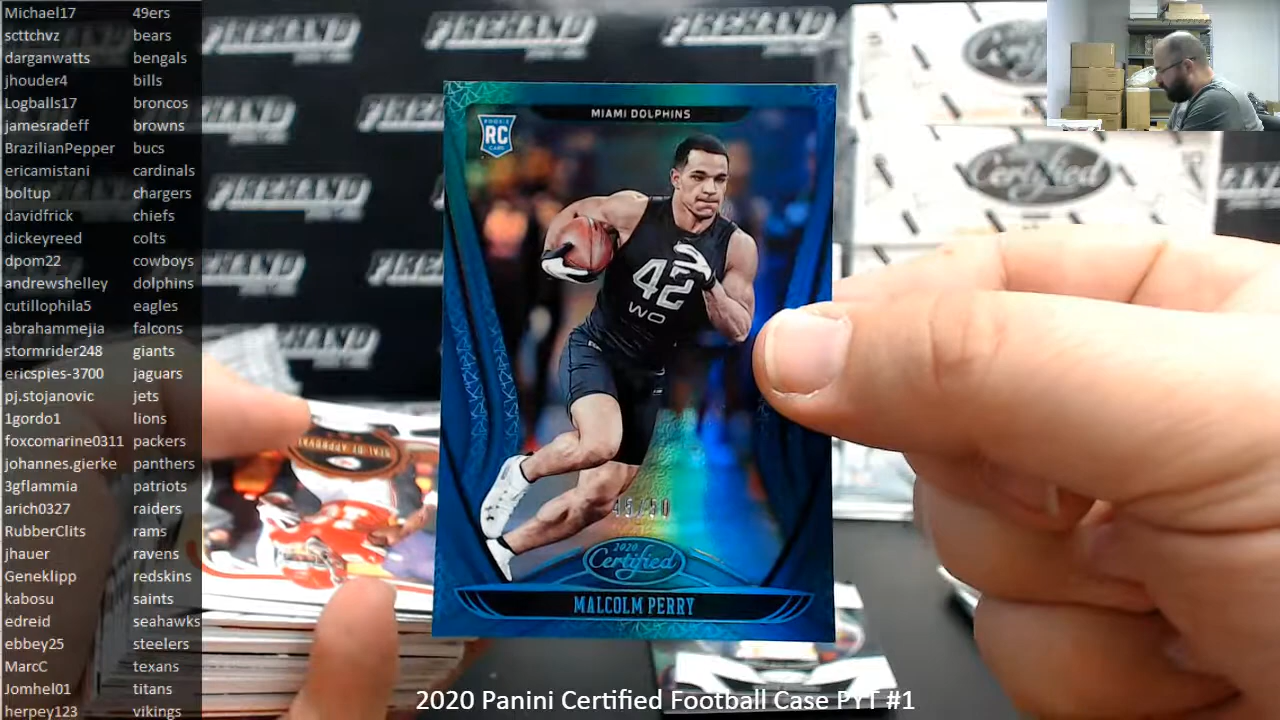 Michael17 49ers
scttchvz bears
darganwatts bengals
jhouder4 bills
Logballs17 broncos
jamesradeff browns
BrazilianPepper bucs
ericamistani cardinals
boltup chargers
davidfrick chiefs
dickeyreed colts
dpom22 cowboys
andrewshelley dolphins
cutillophila5 eagles
abrahammejia falcons
stormrider248 giants
ericspies-3700 jaguars
pj.stojanovic jets
1gordo1 lions
foxcomarine0311 packers
johannes.gierke panthers
3gflammia patriots
arich0327 raiders
RubberClits rams
jhauer ravens
Geneklipp redskins
kabosu saints
edreid seahawks
ebbey25 steelers
MarcC texans
Jomhel01 titans
herpey123 vikings
FIREHAND
FIREHAND
FIREHAND
Certified
MIAMI DOLPHINS
ROOKIE
RC
CARD
42
WO
45/50
2020
Certified
MALCOLM PERRY
2020 Panini Certified Football Case PYT #1